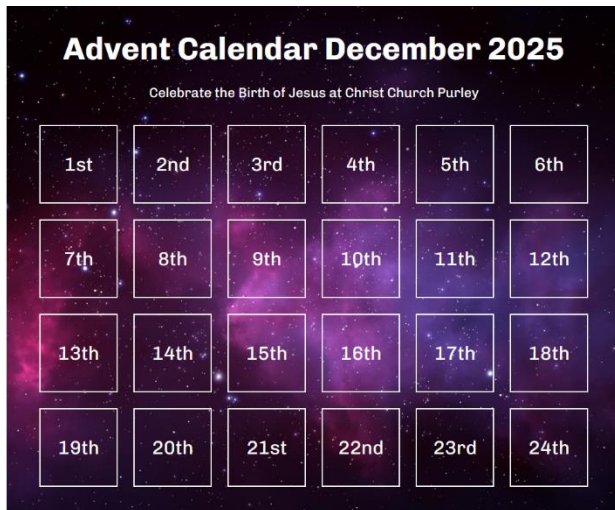 Advent Calendar December 2025
Celebrate the Birth of Jesus at Christ Church Purley
1st 2nd 3rd 4th 5th 6th
7th 8th 9th 10th 11th 12th
13th 14th 15th 16th 17th 18th
19th 20th 21st 22nd 23rd 24th